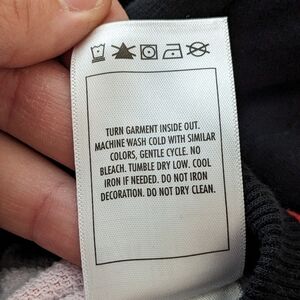 TURN GARMENT INSIDE OUT.
MACHINE WASH COLD WITH SIMILAR
COLORS, GENTLE CYCLE. NO
BLEACH. TUMBLE DRY LOW. COOL
IRON IF NEEDED. DO NOT IRON
DECORATION. DO NOT DRY CLEAN.